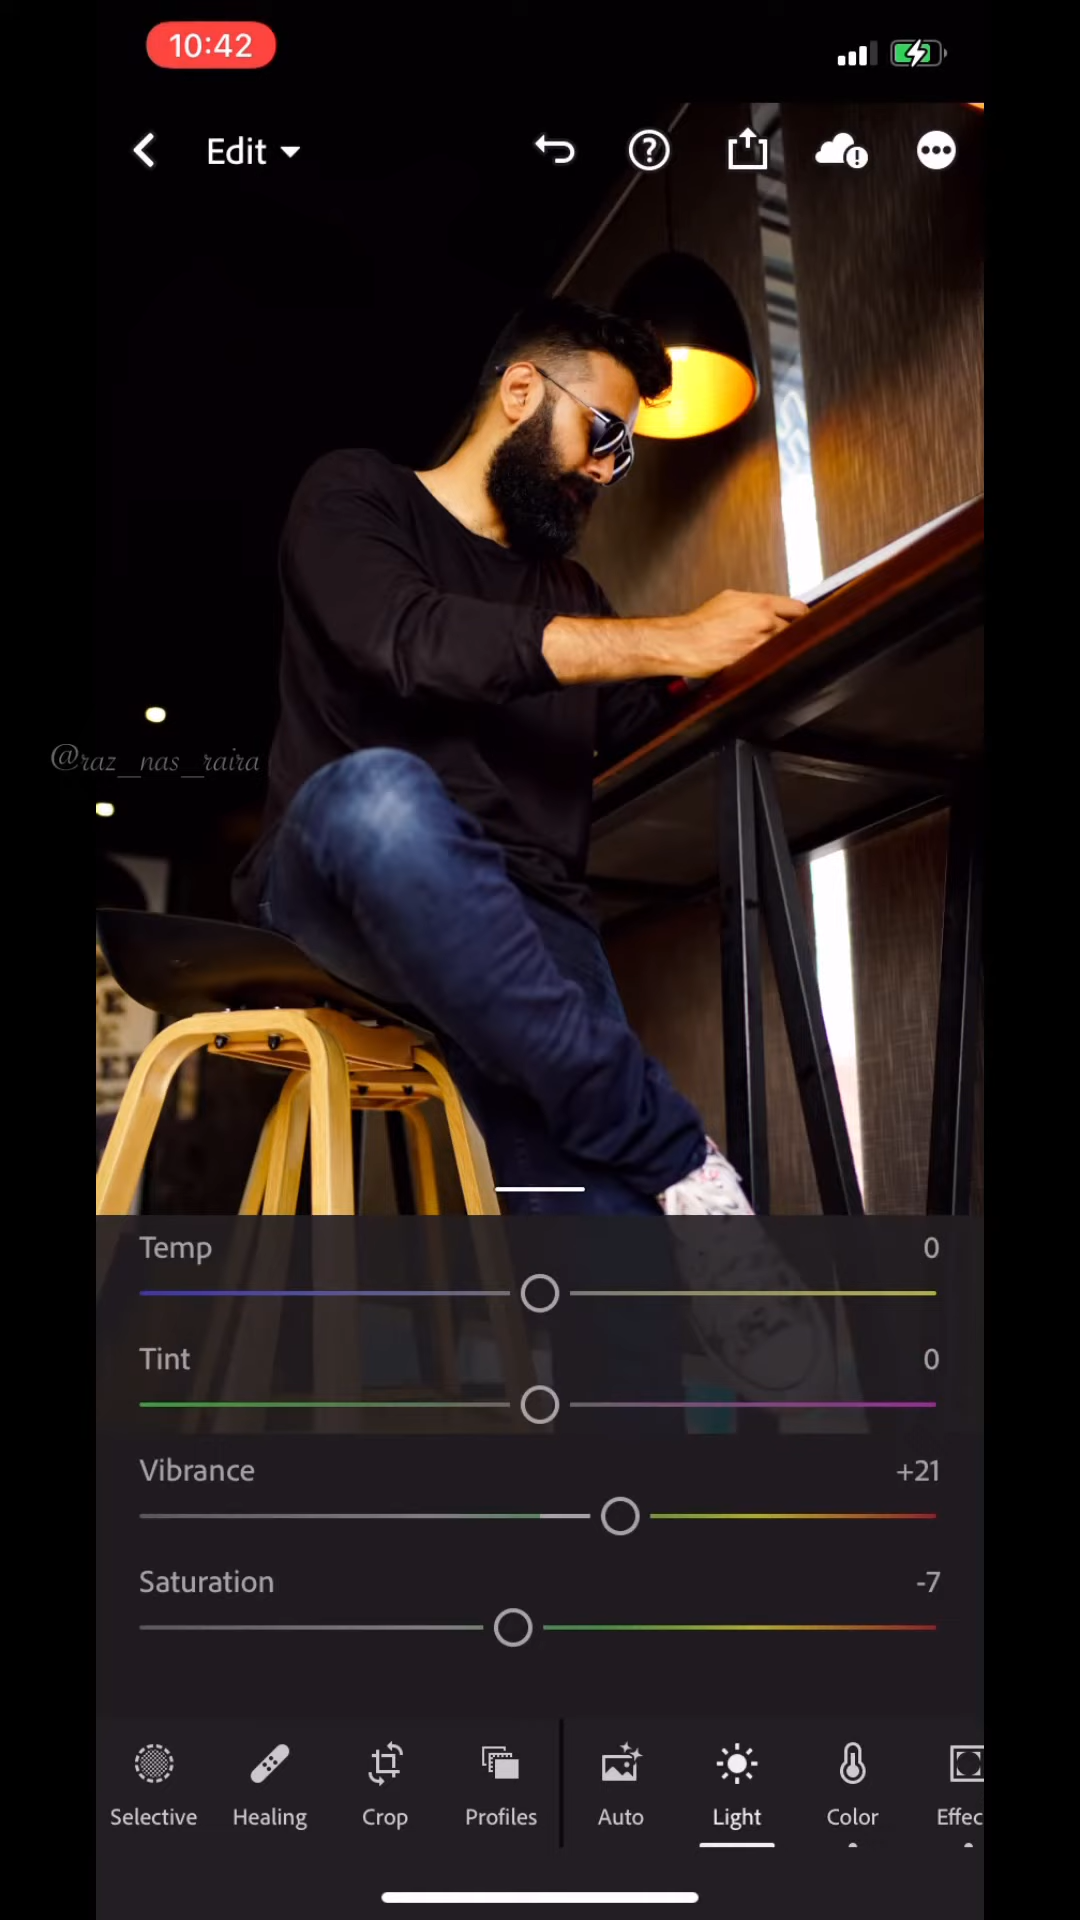 10:42
Edit
@raz_nas_raira
Temp 0
Tint 0
Vibrance +21
Saturation -7
Selective Healing Crop Profiles Auto Light Color Effec